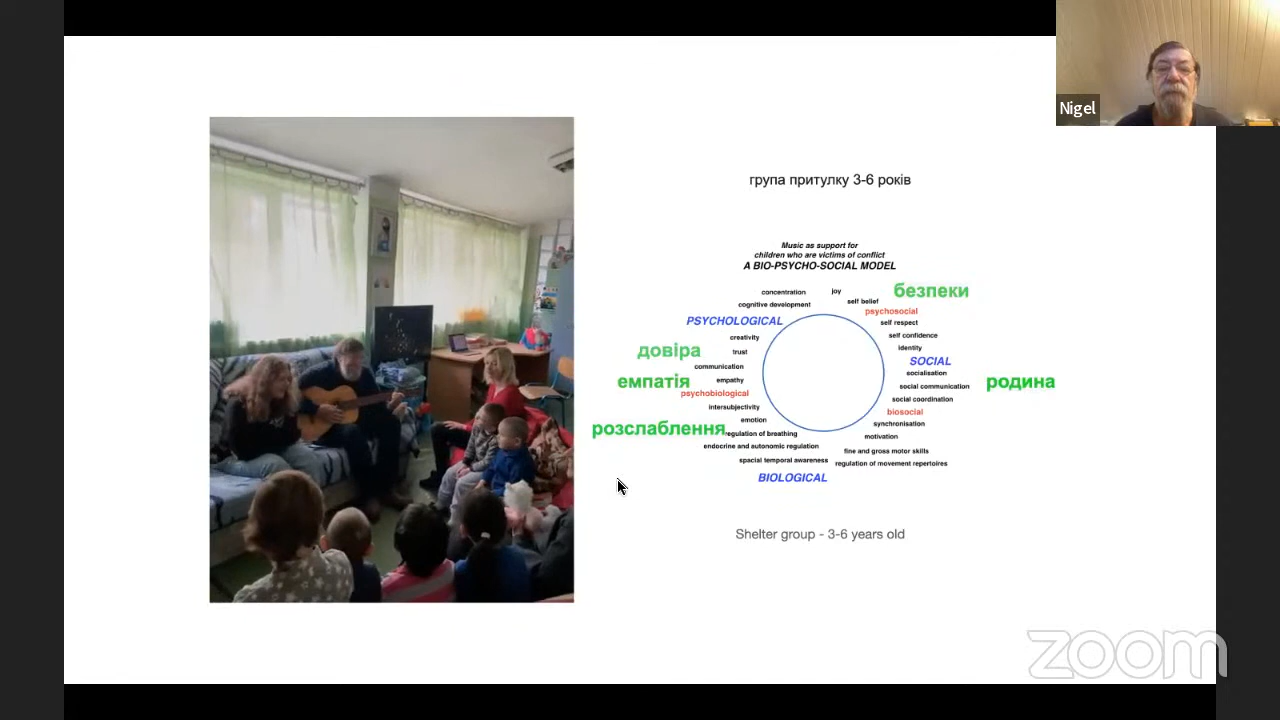 Nigel
група притулку 3-6 років
Music as support for
children who are victims of conflict
A BIO-PSYCHO-SOCIAL MODEL
concentration
joy
безпеки
cognitive development
self belief
psychosocial
PSYCHOLOGICAL
self respect
creativity
self confidence
довіра
trust
identity
SOCIAL
communication
socialisation
емпатія
empathy
social communication
родина
psychobiological
social coordination
intersubjectivity
biosocial
emotion
synchronisation
розслаблення
regulation of breathing
motivation
endocrine and autonomic regulation
fine and gross motor skills
spacial temporal awareness
regulation of movement repertoires
BIOLOGICAL
Shelter group - 3-6 years old
zoom